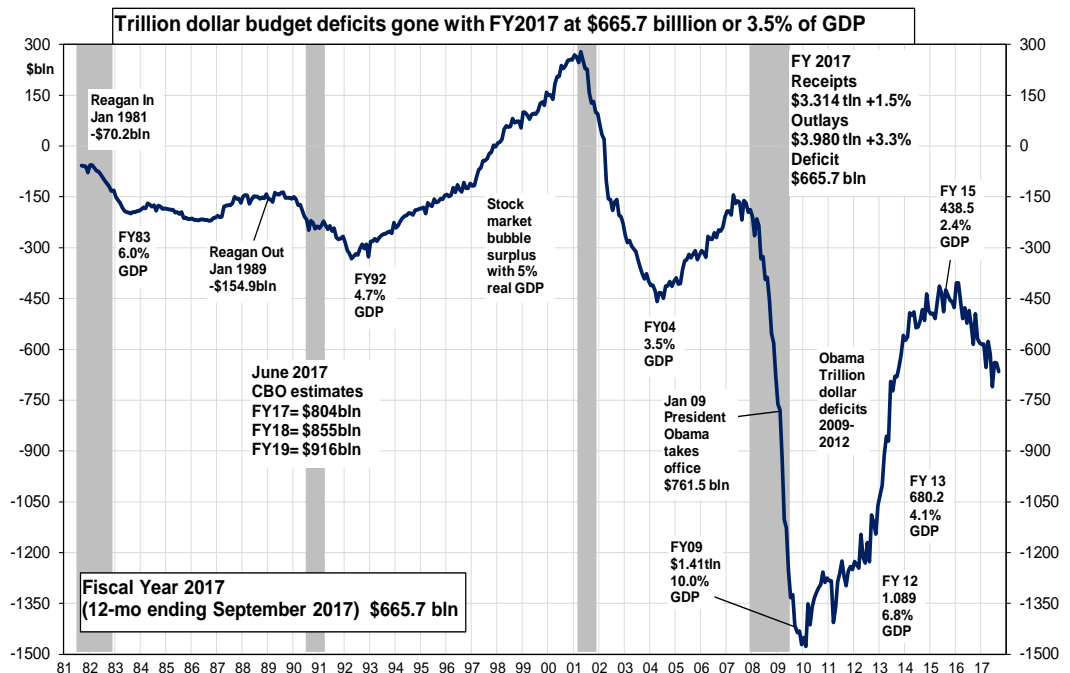 Trillion dollar budget deficits gone with FY2017 at $665.7 billlion or 3.5% of GDP
300
$bln
150
0
-150
-300
-450
-600
-750
-900
-1050
-1200
-1350
-1500
Reagan In
Jan 1981
-$70.2bln
FY83
6.0%
GDP
Reagan Out
Jan 1989
-$154.9bln
FY92
4.7%
GDP
Stock
market
bubble
surplus
with 5%
real GDP
June 2017
CBO estimates
FY17= $804bln
FY18= $855bln
FY19= $916bln
FY04
3.5%
GDP
Jan 09
President
Obama
takes
office
$761.5 bln
FY09
$1.41tln
10.0%
GDP
FY 2017
Receipts
$3.314 tln +1.5%
Outlays
$3.980 tln +3.3%
Deficit
$665.7 bln
FY 15
438.5
2.4%
GDP
Obama
Trillion
dollar
deficits
2009-
2012
FY 13
680.2
4.1%
GDP
FY 12
1.089
6.8%
GDP
Fiscal Year 2017
(12-mo ending September 2017) $665.7 bln
300
150
0
-150
-300
-450
-600
-750
-900
-1050
-1200
-1350
-1500
81 82 83 84 85 86 87 88 89 90 91 92 93 94 95 96 97 98 99 00 01 02 03 04 05 06 07 08 09 10 11 12 13 14 15 16 17